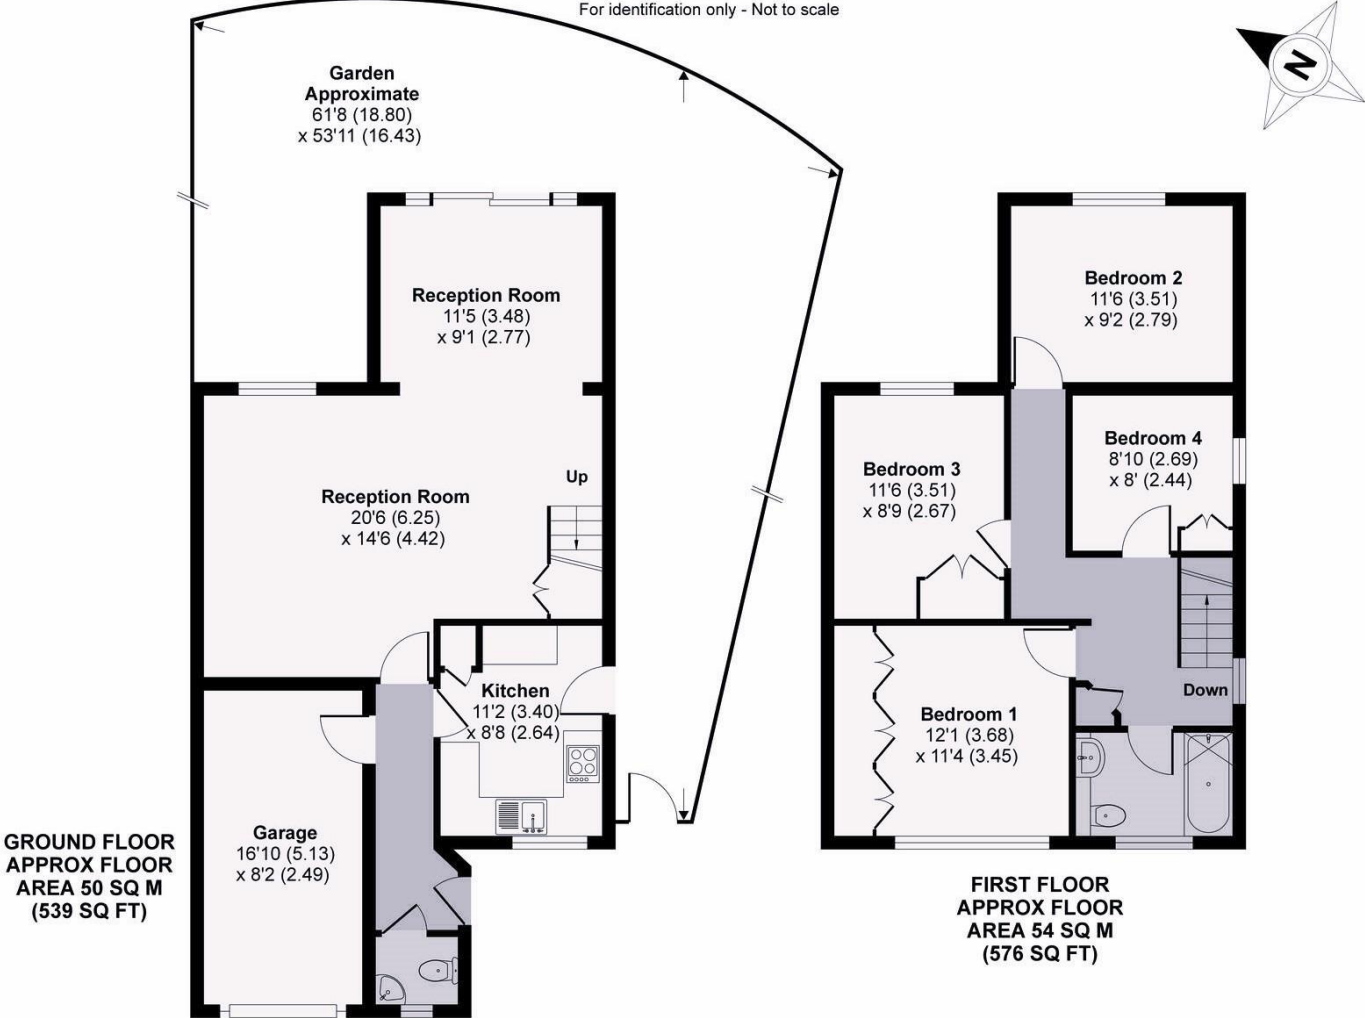 For identification only - Not to scale
N
Garden
Approximate
61'8 (18.80)
x 53'11 (16.43)
Reception Room
11'5 (3.48)
x 9'1 (2.77)
Reception Room
20'6 (6.25)
x 14'6 (4.42)
Up
Kitchen
11'2 (3.40)
x 8'8 (2.64)
Garage
16'10 (5.13)
x 8'2 (2.49)
GROUND FLOOR
APPROX FLOOR
AREA 50 SQ M
(539 SQ FT)
Bedroom 2
11'6 (3.51)
x 9'2 (2.79)
Bedroom 4
8'10 (2.69)
x 8' (2.44)
Bedroom 3
11'6 (3.51)
x 8'9 (2.67)
Down
Bedroom 1
12'1 (3.68)
x 11'4 (3.45)
FIRST FLOOR
APPROX FLOOR
AREA 54 SQ M
(576 SQ FT)